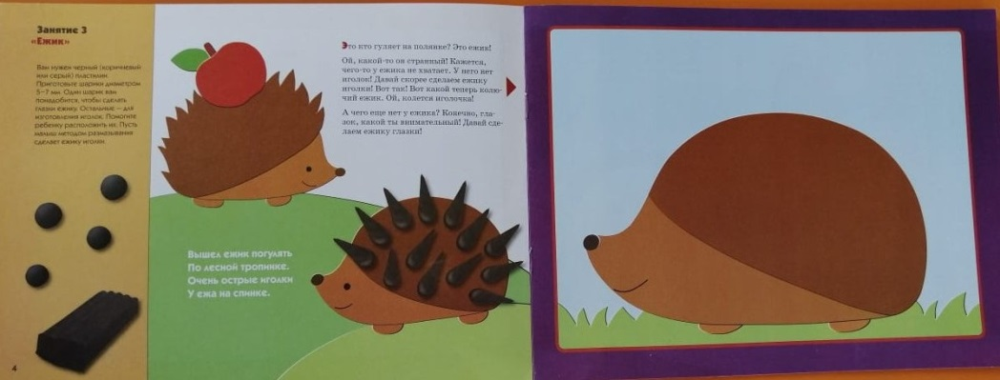 Занятие 3
«Ежик»
Вам нужен черный (коричневый
или серый) пластилин.
Приготовьте шарики диаметром
5–7 мм. Один шарик вам
понадобится, чтобы сделать
глазки ежику. Остальные – для
изготовления иголок. Помогите
ребенку расположить их. Пусть
малыш методом размазывания
сделает ежику иголки.
Это кто гуляет на полянке? Это ежик!
Ой, какой-то он странный! Кажется,
чего-то у ежика не хватает. У него нет
иголок! Давай скорее сделаем ежику
иголки! Вот так! Вот какой теперь колю-
чий ежик. Ой, колется иголочка!
А чего еще нет у ежика? Конечно, гла-
зок, какой ты внимательный! Давай сде-
лаем ежику глазки!
Вышел ежик погулять
По лесной тропинке.
Очень острые иголки
У ежа на спинке.
4